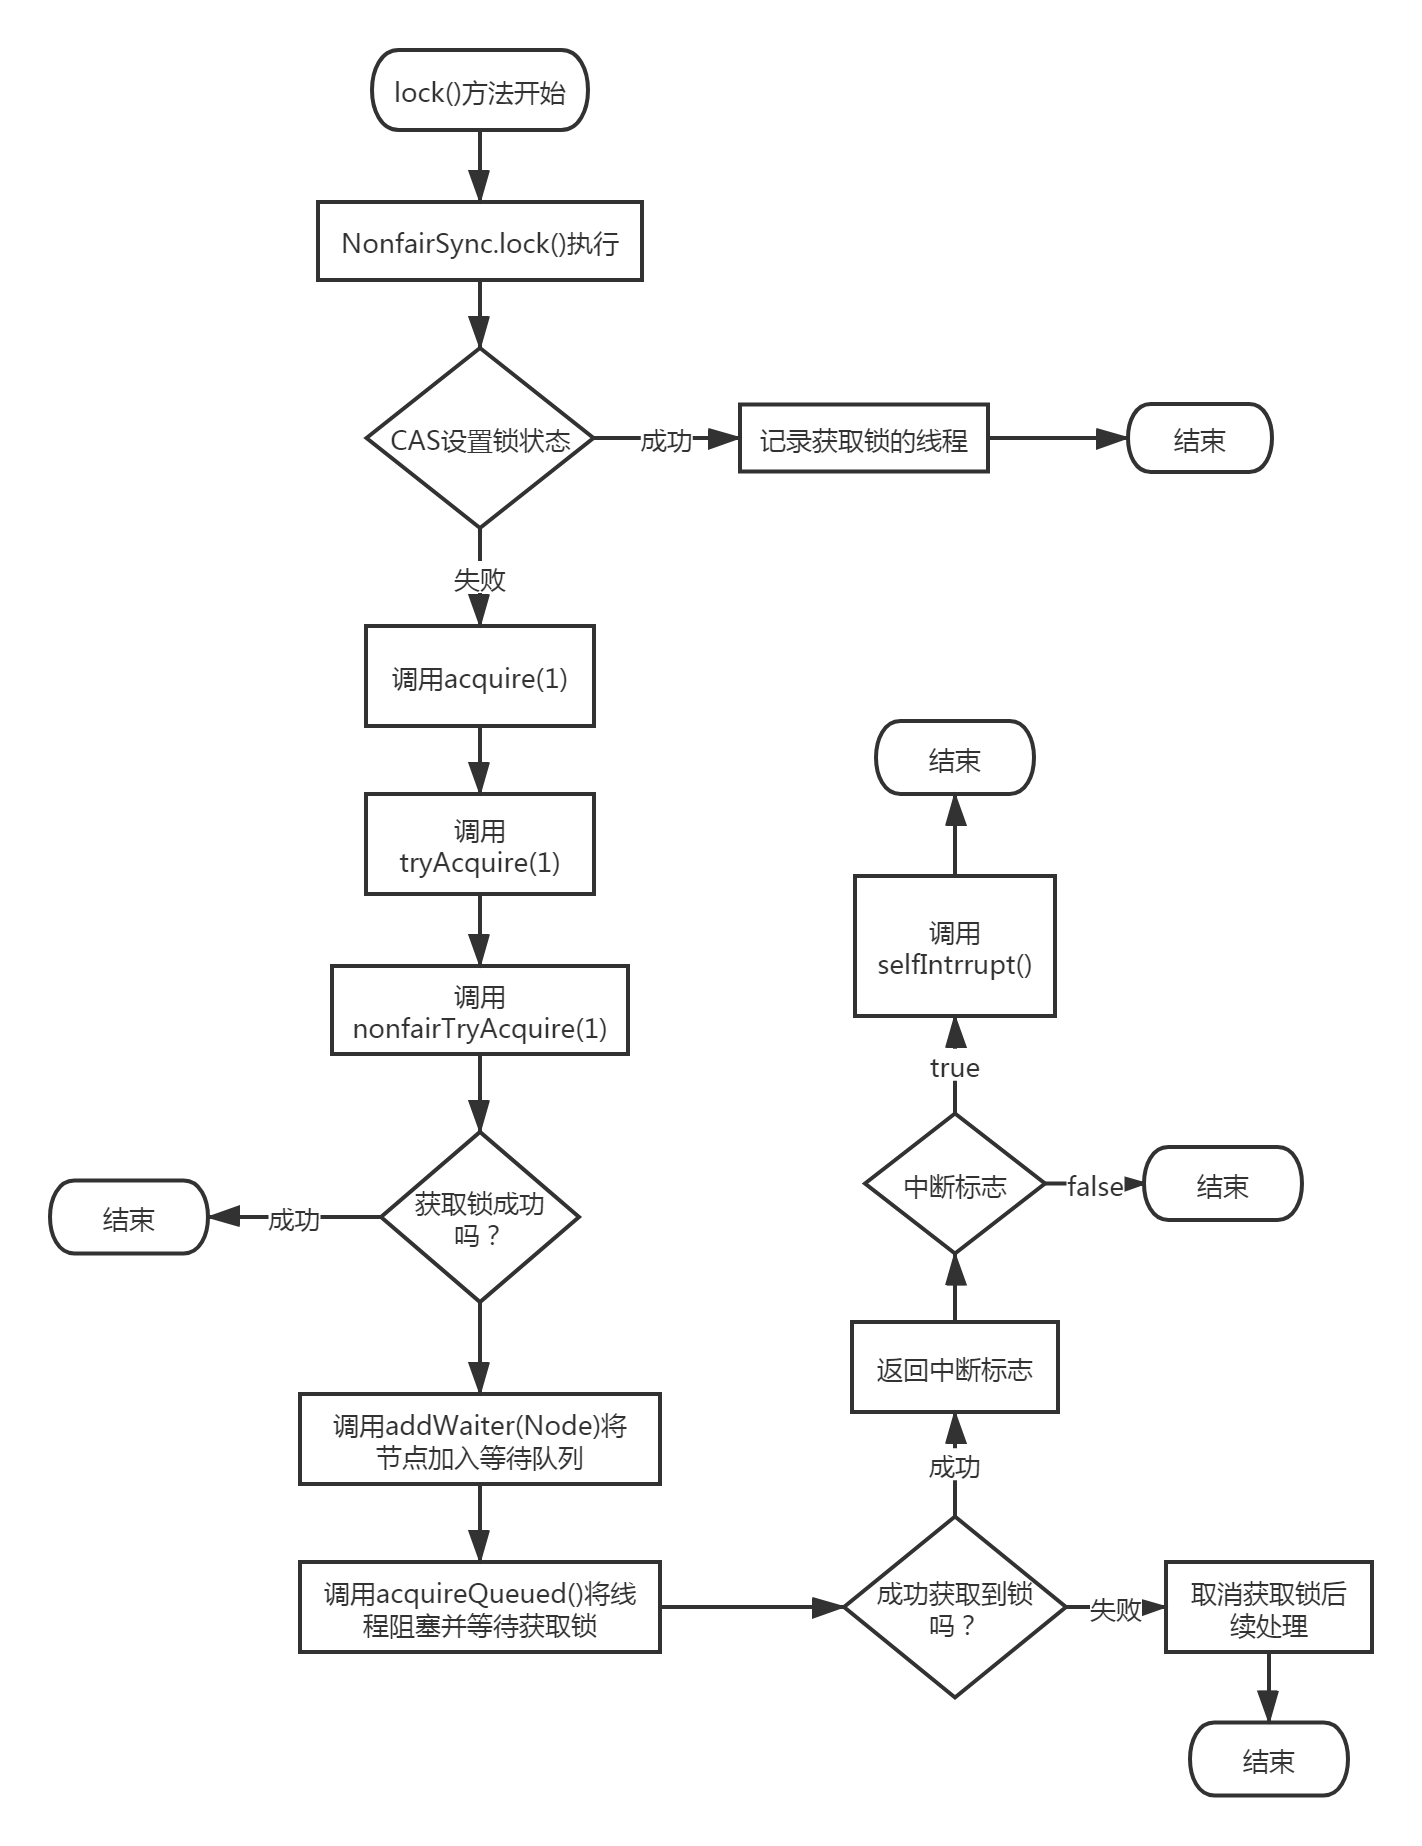 lock()方法开始
NonfairSync.lock()执行
CAS设置锁状态
成功
记录获取锁的线程
结束
失败
调用acquire(1)
调用
tryAcquire(1)
调用
nonfairTryAcquire(1)
获取锁成功
吗？
成功
结束
调用addWaiter(Node)将
节点加入等待队列
调用acquireQueued()将线
程阻塞并等待获取锁
成功获取到锁
吗？
失败
取消获取锁后
续处理
结束
成功
返回中断标志
中断标志
false
结束
true
调用
selfIntrrupt()
结束